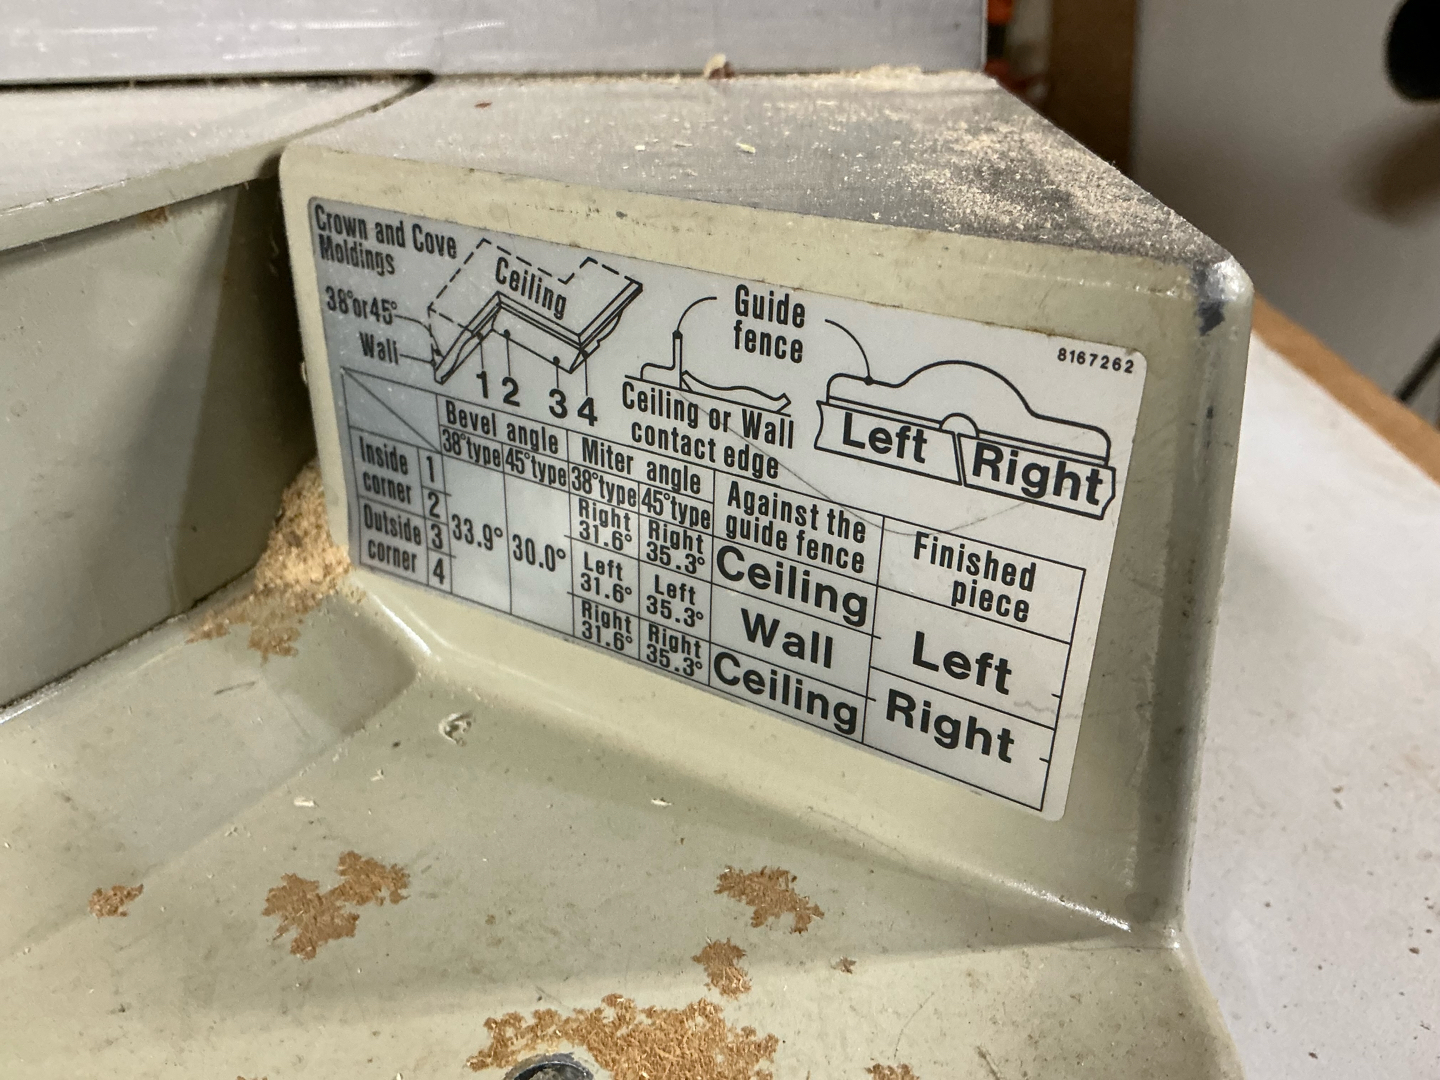 Crown and Cove
Moldings
38°or45°
Wall
Ceiling
1 2 3 4
Guide
fence
Ceiling or Wall
contact edge
8167262
Left Right
Bevel angle
38°type 45°type
Miter angle
38°type 45°type
Against the
guide fence
Finished
piece
Inside
corner
1
2
Outside
corner
3
4
33.9° 30.0°
Right
31.6°
Right
35.3°
Ceiling
Left
31.6°
Left
35.3°
Wall
Right
31.6°
Right
35.3°
Ceiling
Left
Right